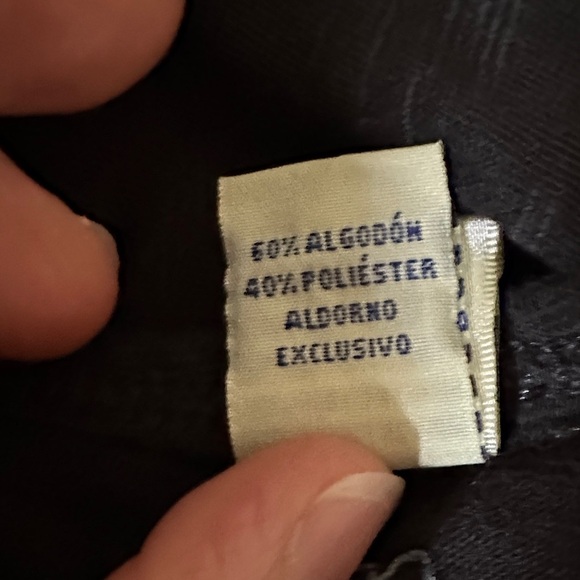 60% ALGODÓN
40% POLIÉSTER
ALDORNO
EXCLUSIVO